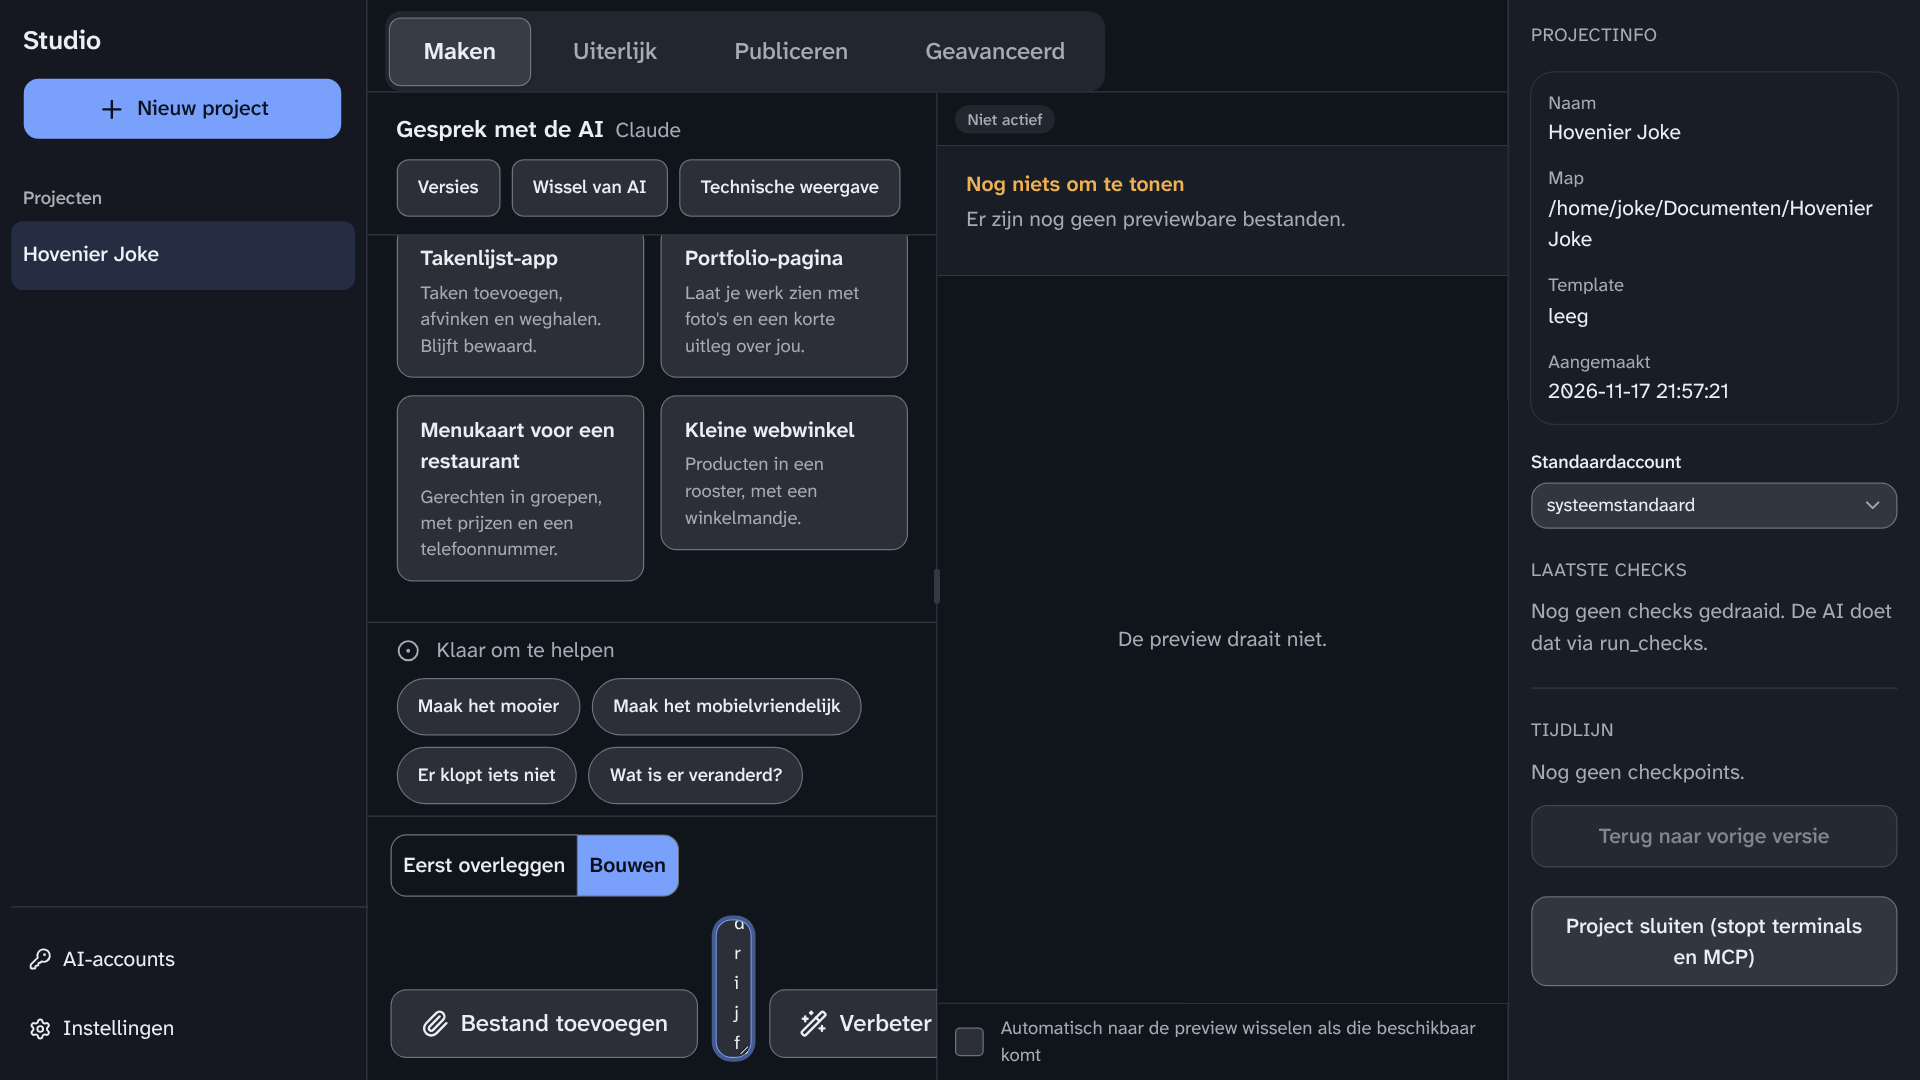 Studio
Nieuw project
Projecten
Hovenier Joke
AI-accounts
Instellingen
Maken
Uiterlijk
Publiceren
Geavanceerd
Gesprek met de AI Claude
Versies
Wissel van AI
Technische weergave
Takenlijst-app
Taken toevoegen,
afvinken en weghalen.
Blijft bewaard.
Portfolio-pagina
Laat je werk zien met
foto's en een korte
uitleg over jou.
Menukaart voor een
restaurant
Gerechten in groepen,
met prijzen en een
telefoonnummer.
Kleine webwinkel
Producten in een
rooster, met een
winkelmandje.
Klaar om te helpen
Maak het mooier
Maak het mobielvriendelijk
Er klopt iets niet
Wat is er veranderd?
Eerst overleggen
Bouwen
Bestand toevoegen
r
i
j
f
Verbeter
Niet actief
Nog niets om te tonen
Er zijn nog geen previewbare bestanden.
De preview draait niet.
Automatisch naar de preview wisselen als die beschikbaar
komt
PROJECTINFO
Naam
Hovenier Joke
Map
/home/joke/Documenten/Hovenier
Joke
Template
leeg
Aangemaakt
2026-11-17 21:57:21
Standaardaccount
systeemstandaard
LAATSTE CHECKS
Nog geen checks gedraaid. De AI doet
dat via run_checks.
TIJDLIJN
Nog geen checkpoints.
Terug naar vorige versie
Project sluiten (stopt terminals
en MCP)